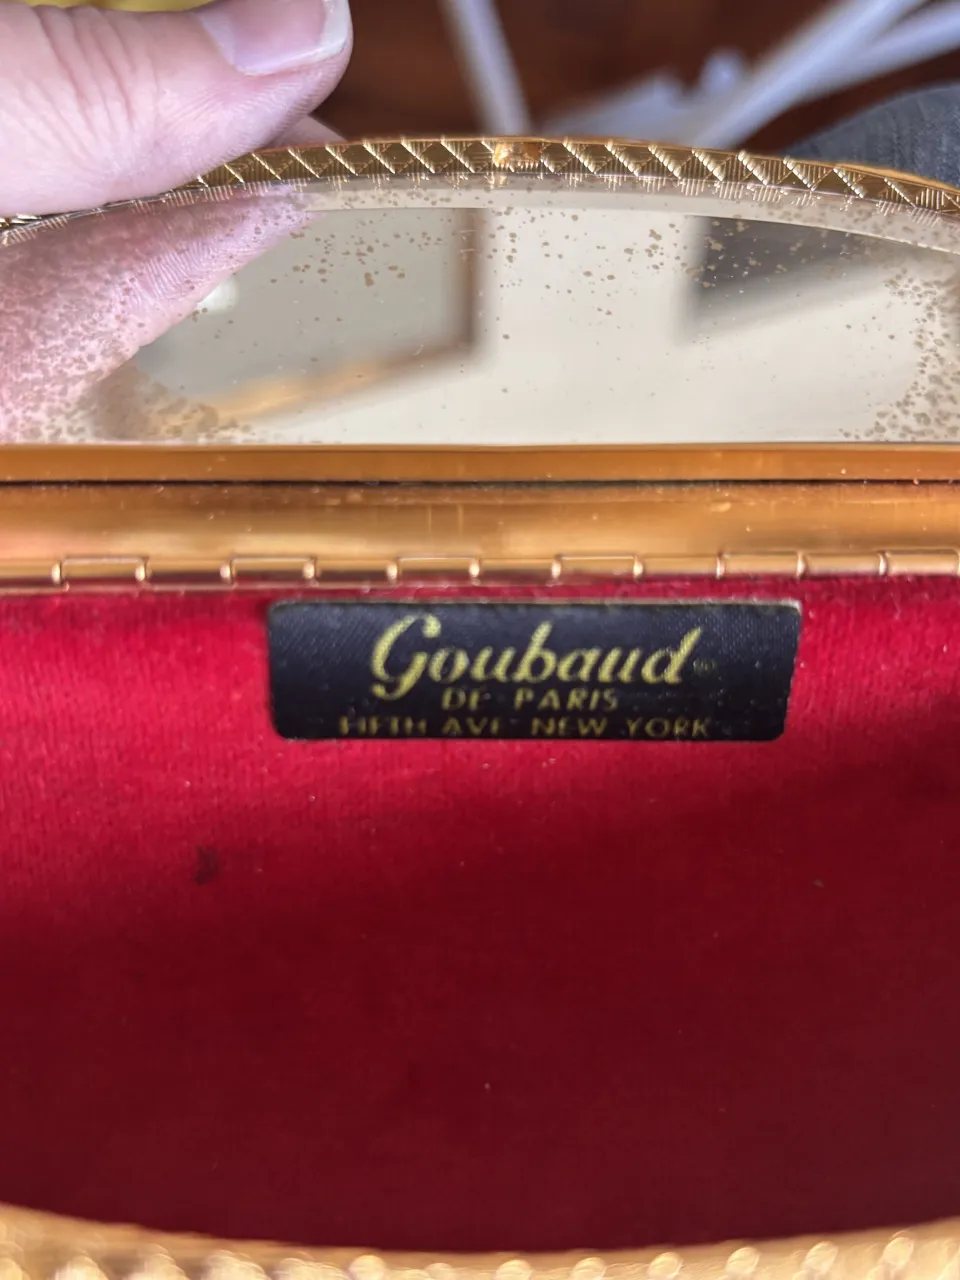 Goubaud
DE PARIS
FIFTH AVE NEW YORK